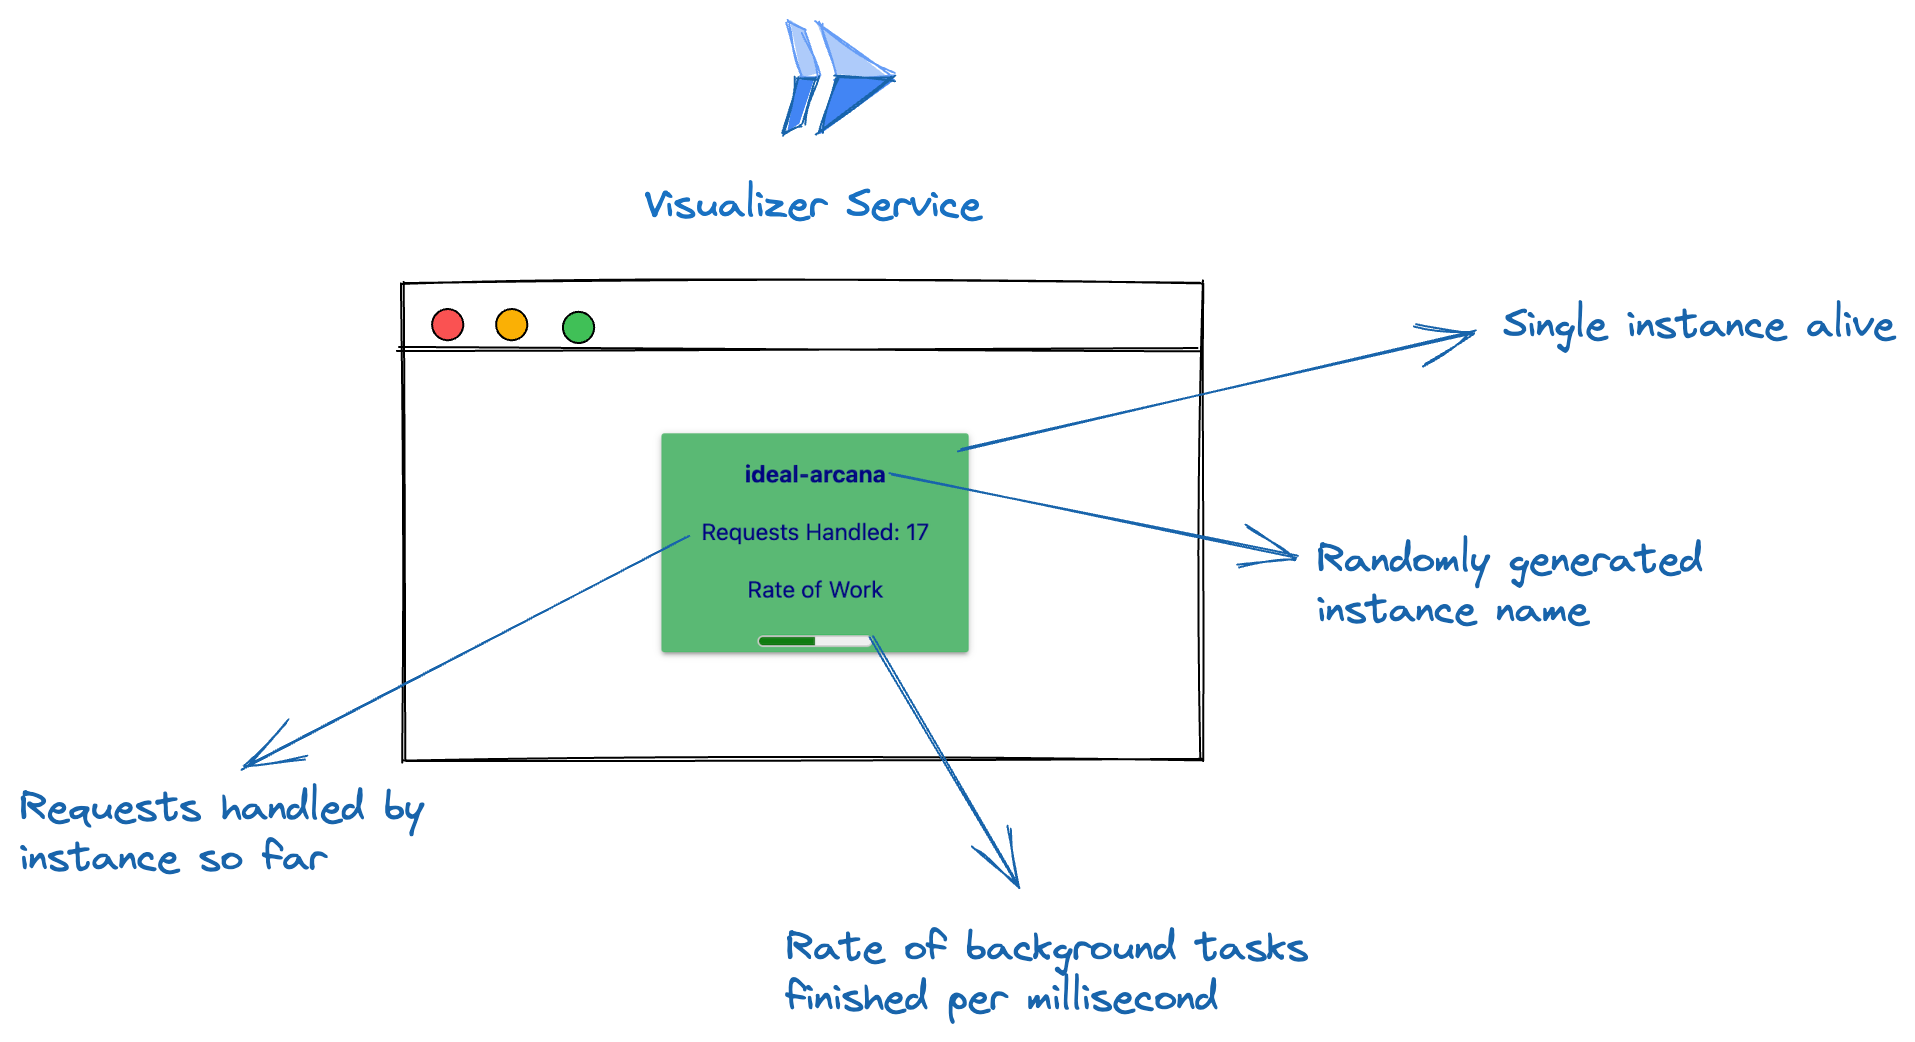 Visualizer Service
Single instance alive
ideal-arcana
Requests Handled: 17
Rate of Work
Randomly generated
instance name
Requests handled by
instance so far
Rate of background tasks
finished per millisecond